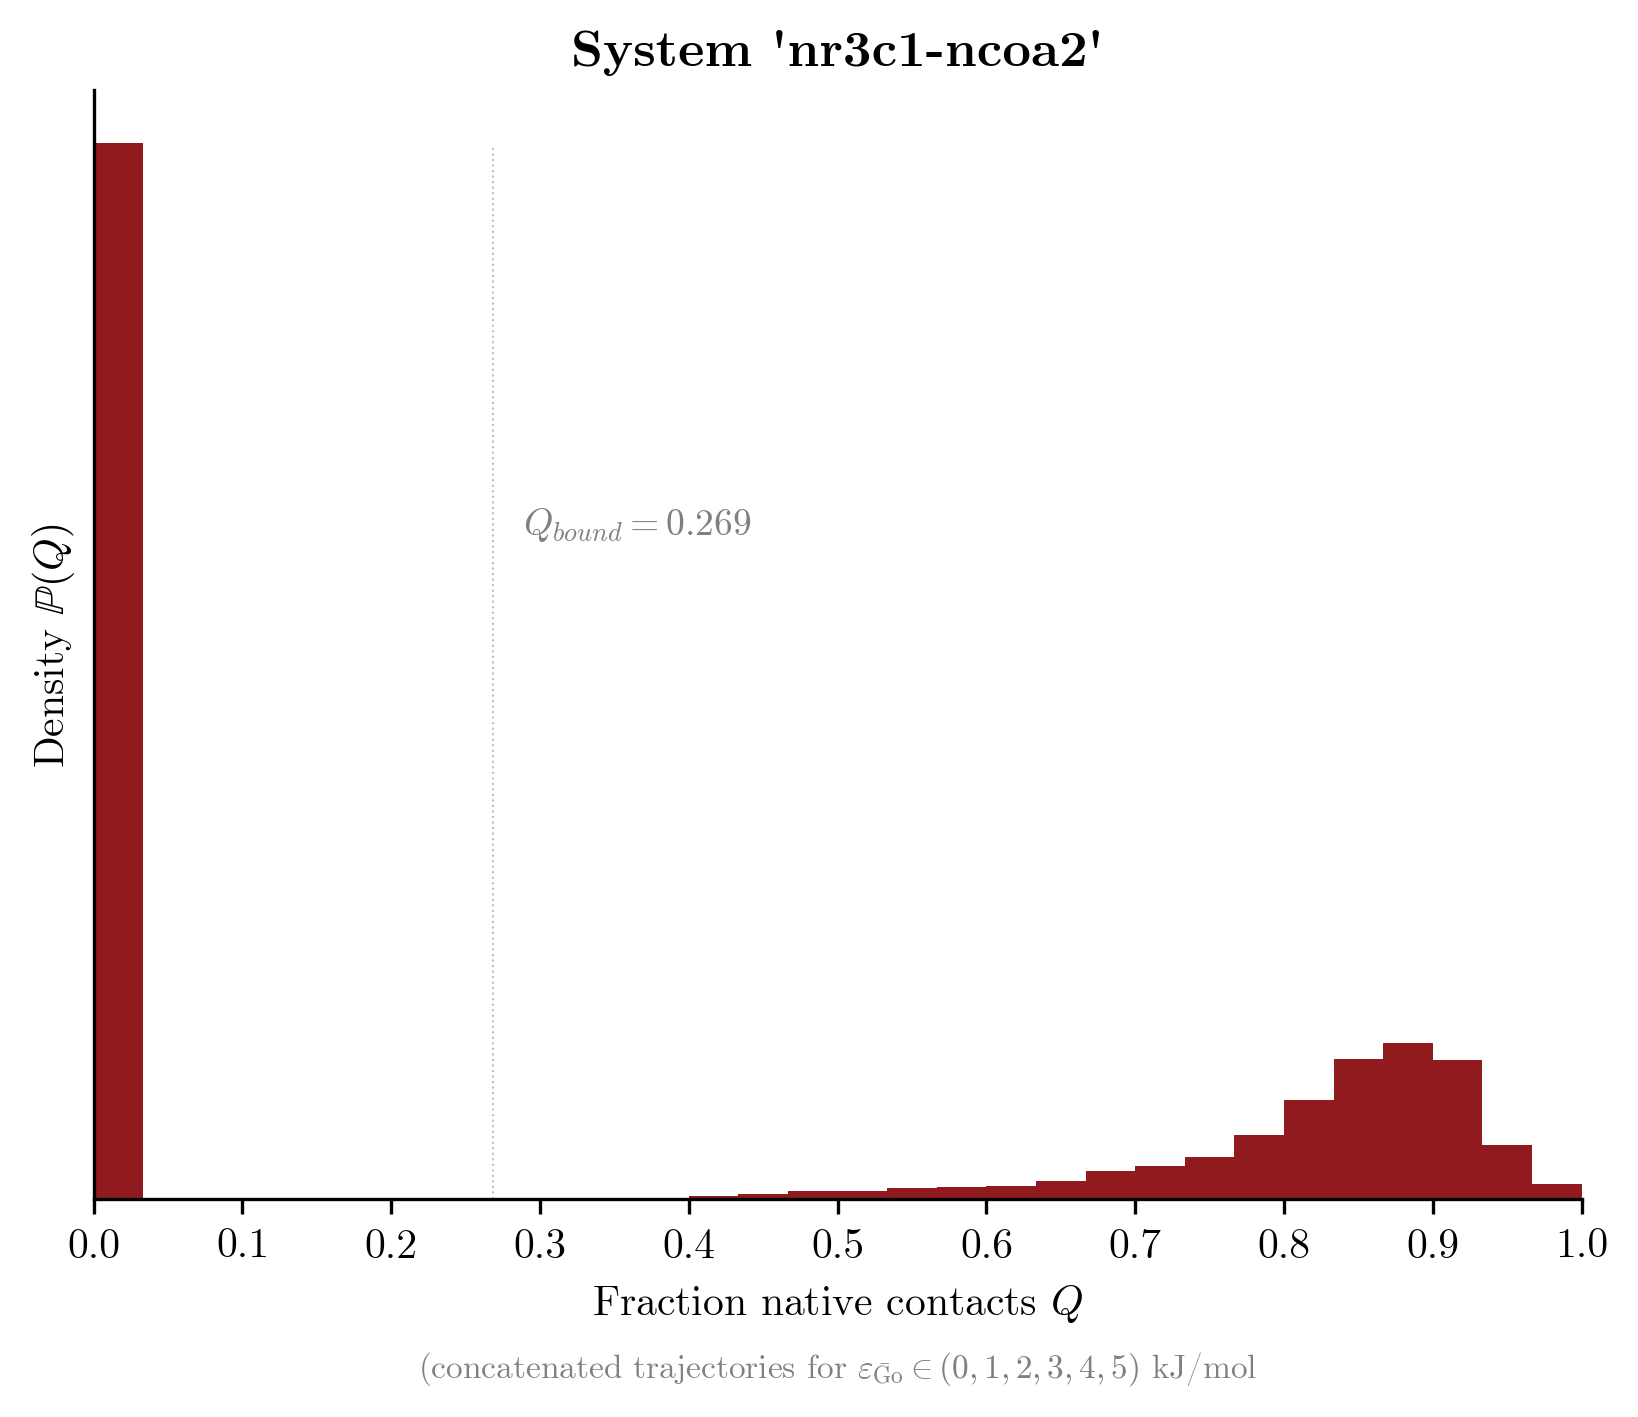 System 'nr3c1-ncoa2'
Density ℙ(Q)
Q_bound = 0.269
0.0 0.1 0.2 0.3 0.4 0.5 0.6 0.7 0.8 0.9 1.0
Fraction native contacts Q
(concatenated trajectories for ε_Ḡo ∈ (0, 1, 2, 3, 4, 5) kJ/mol